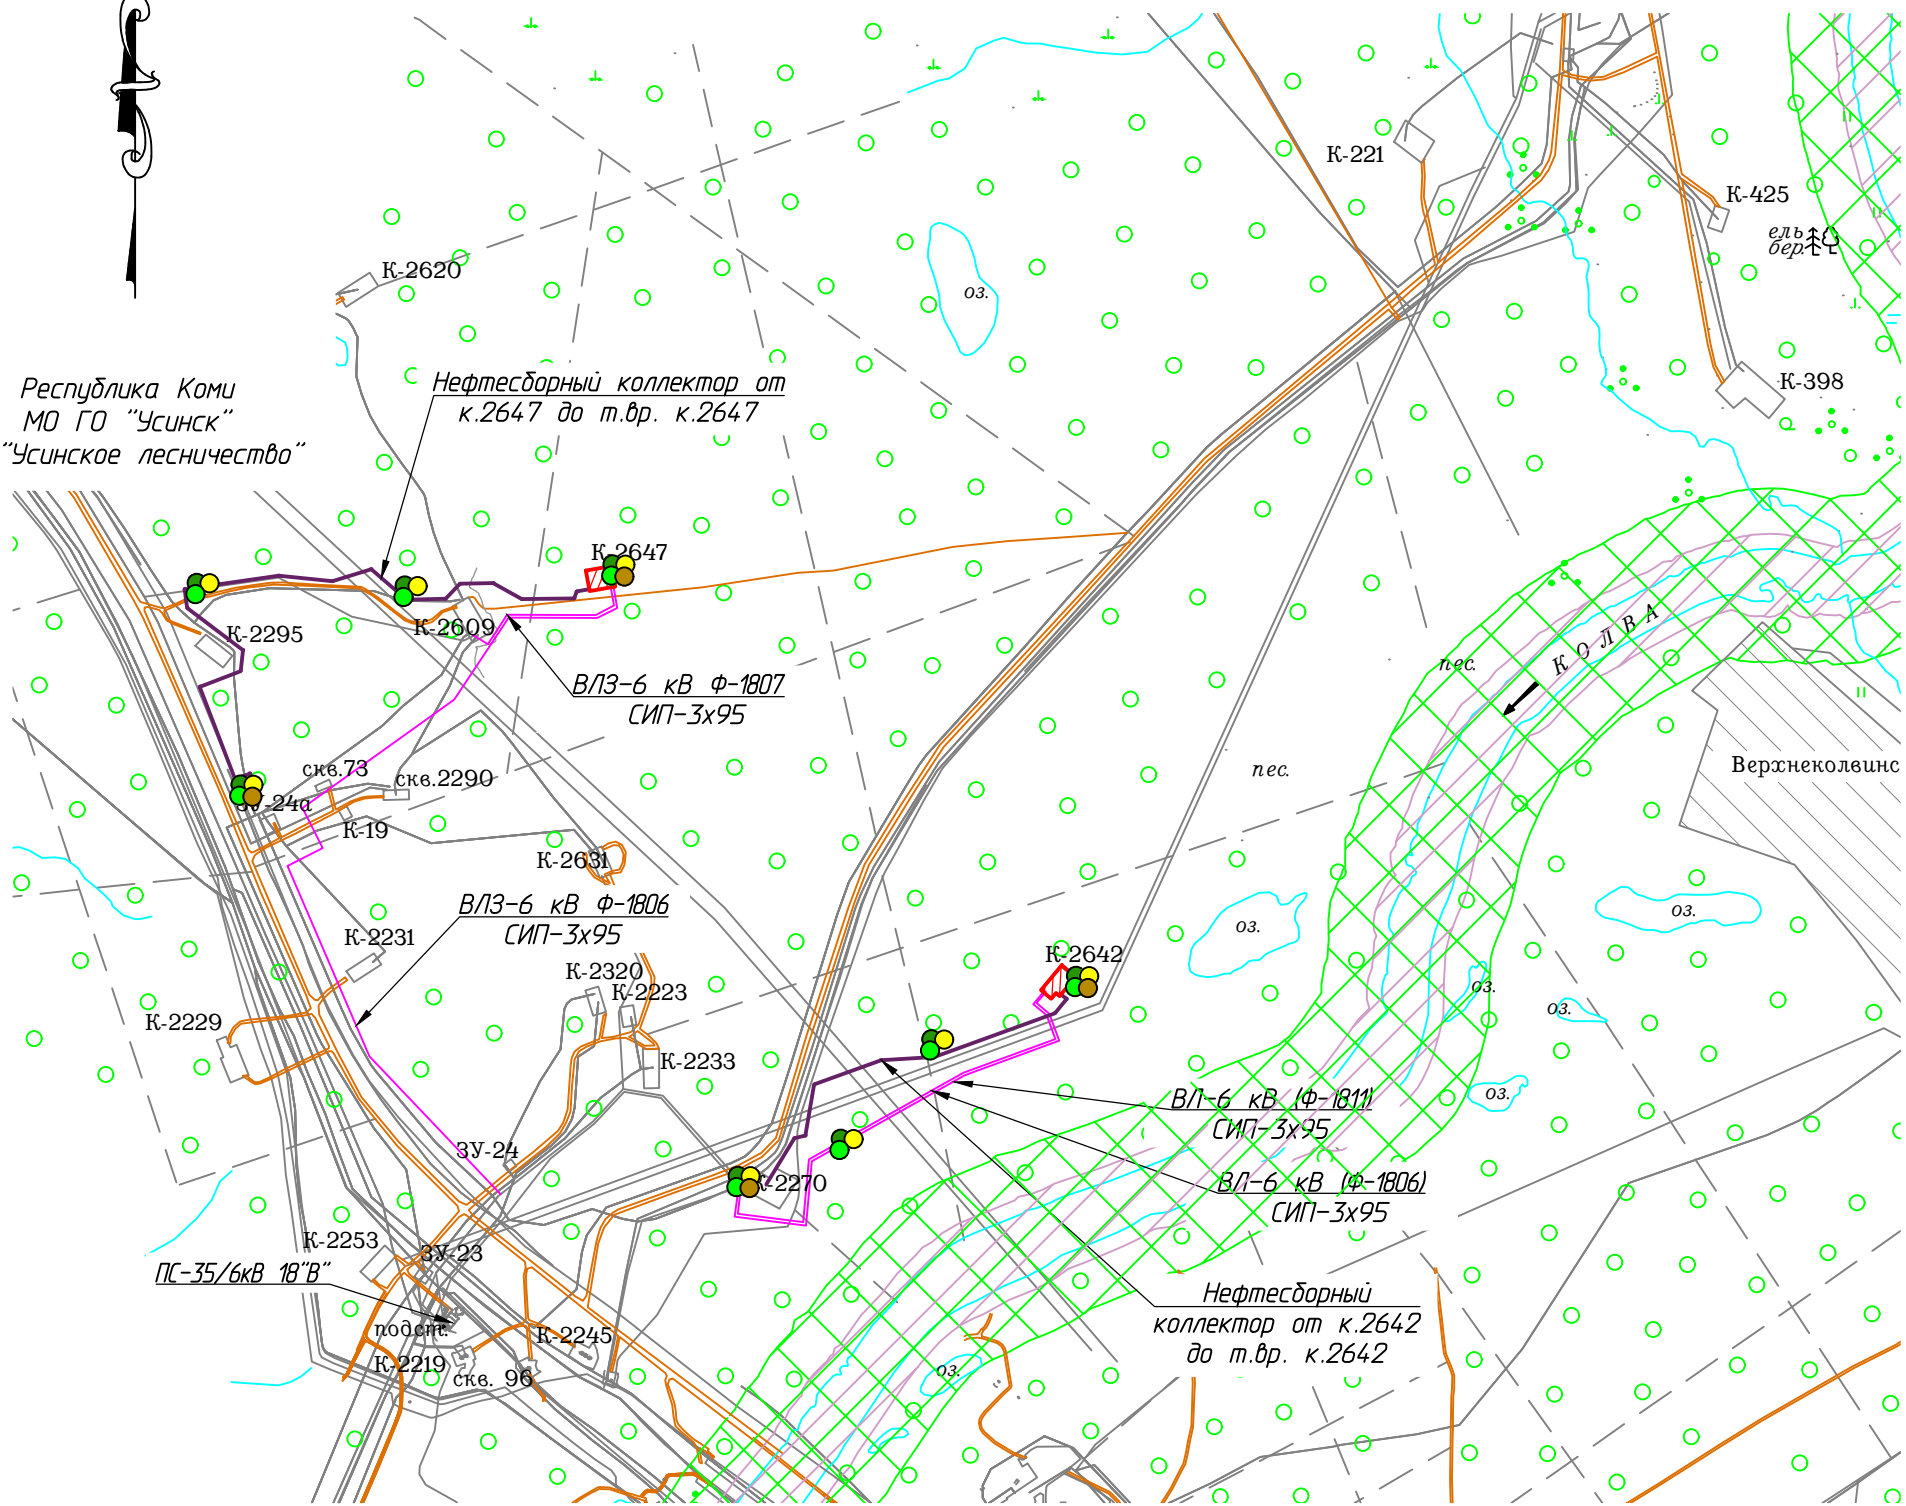 К-221
К-425
ель
бер.
К-2620
оз.
Республика Коми
МО ГО "Усинск"
"Усинское лесничество"
Нефтесборный коллектор от
к.2647 до т.вр. к.2647
К-398
К-2647
К-2295
К-2609
КОЛВА
пес.
ВЛЗ-6 кВ Ф-1807
СИП-3х95
скв.73
скв.2290
пес.
Верхнеколвинс
ЗУ-24а
К-19
К-2631
ВЛЗ-6 кВ Ф-1806
СИП-3х95
оз.
оз.
К-2231
К-2642
К-2320
К-2223
оз.
оз.
К-2229
К-2233
ВЛ-6 кВ (Ф-1811)
СИП-3х95
оз.
ЗУ-24
К-2270
ВЛ-6 кВ (Ф-1806)
СИП-3х95
К-2253
ЗУ-23
ПС-35/6кВ 18"В"
Нефтесборный
коллектор от к.2642
до т.вр. к.2642
подст.
К-2245
К-2219
скв. 96
оз.